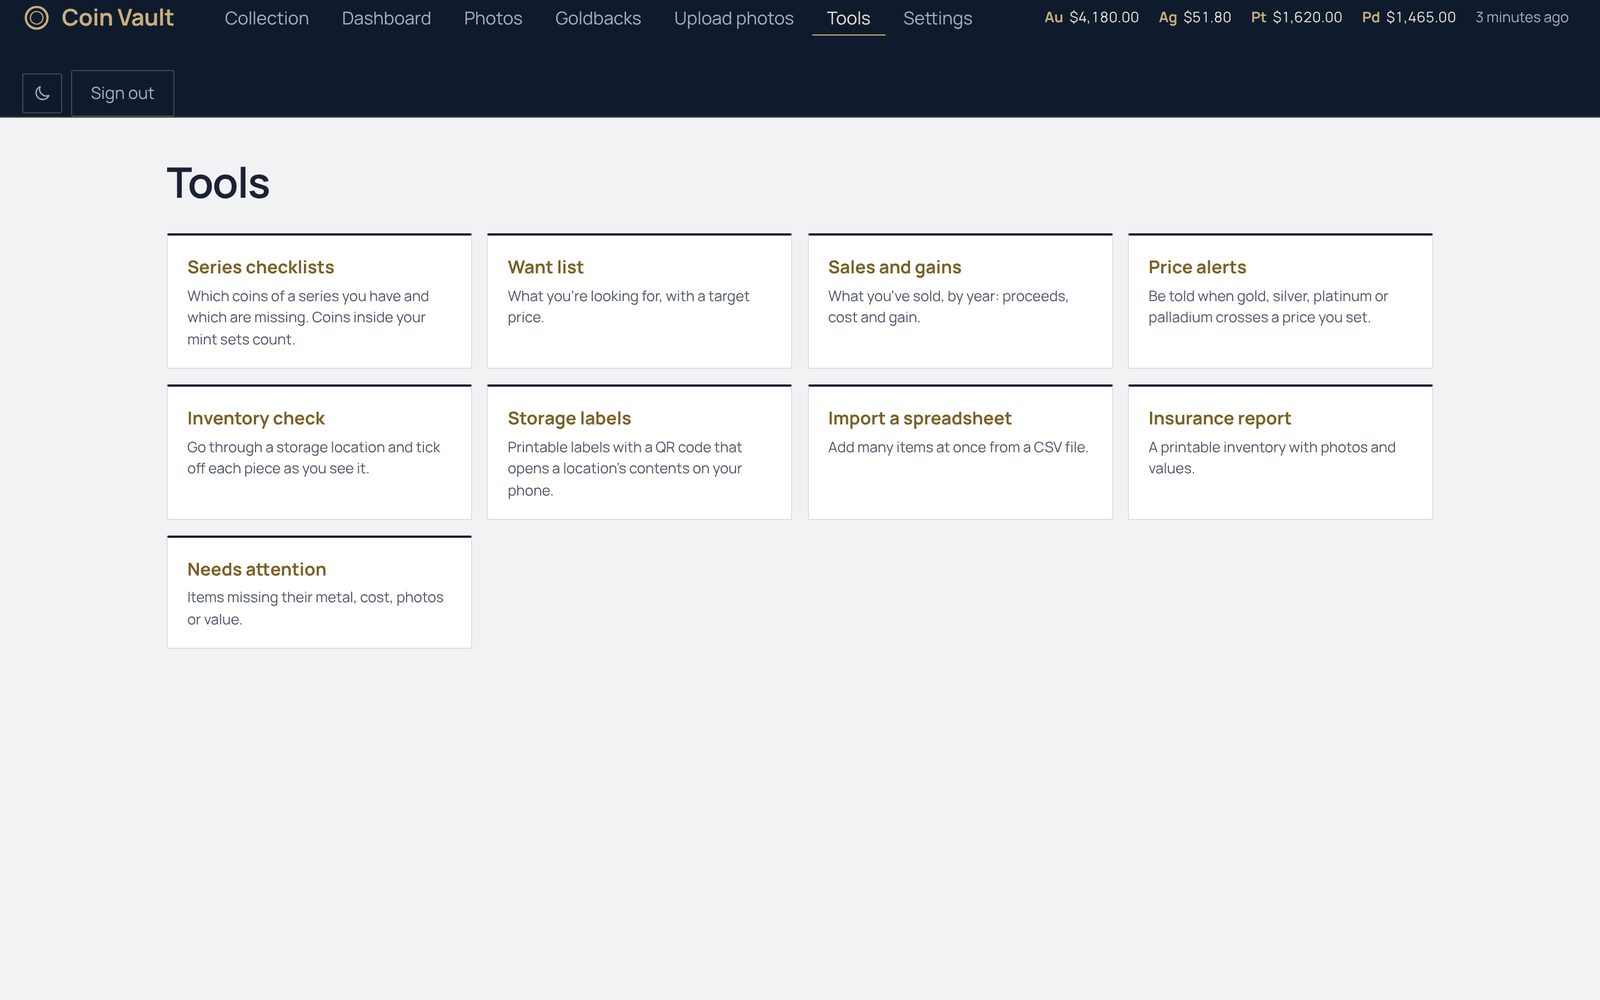 Coin Vault Collection Dashboard Photos Goldbacks Upload photos Tools Settings Au $4,180.00 Ag $51.80 Pt $1,620.00 Pd $1,465.00 3 minutes ago
Sign out
Tools
Series checklists
Which coins of a series you have and
which are missing. Coins inside your
mint sets count.
Want list
What you're looking for, with a target
price.
Sales and gains
What you've sold, by year: proceeds,
cost and gain.
Price alerts
Be told when gold, silver, platinum or
palladium crosses a price you set.
Inventory check
Go through a storage location and tick
off each piece as you see it.
Storage labels
Printable labels with a QR code that
opens a location's contents on your
phone.
Import a spreadsheet
Add many items at once from a CSV file.
Insurance report
A printable inventory with photos and
values.
Needs attention
Items missing their metal, cost, photos
or value.